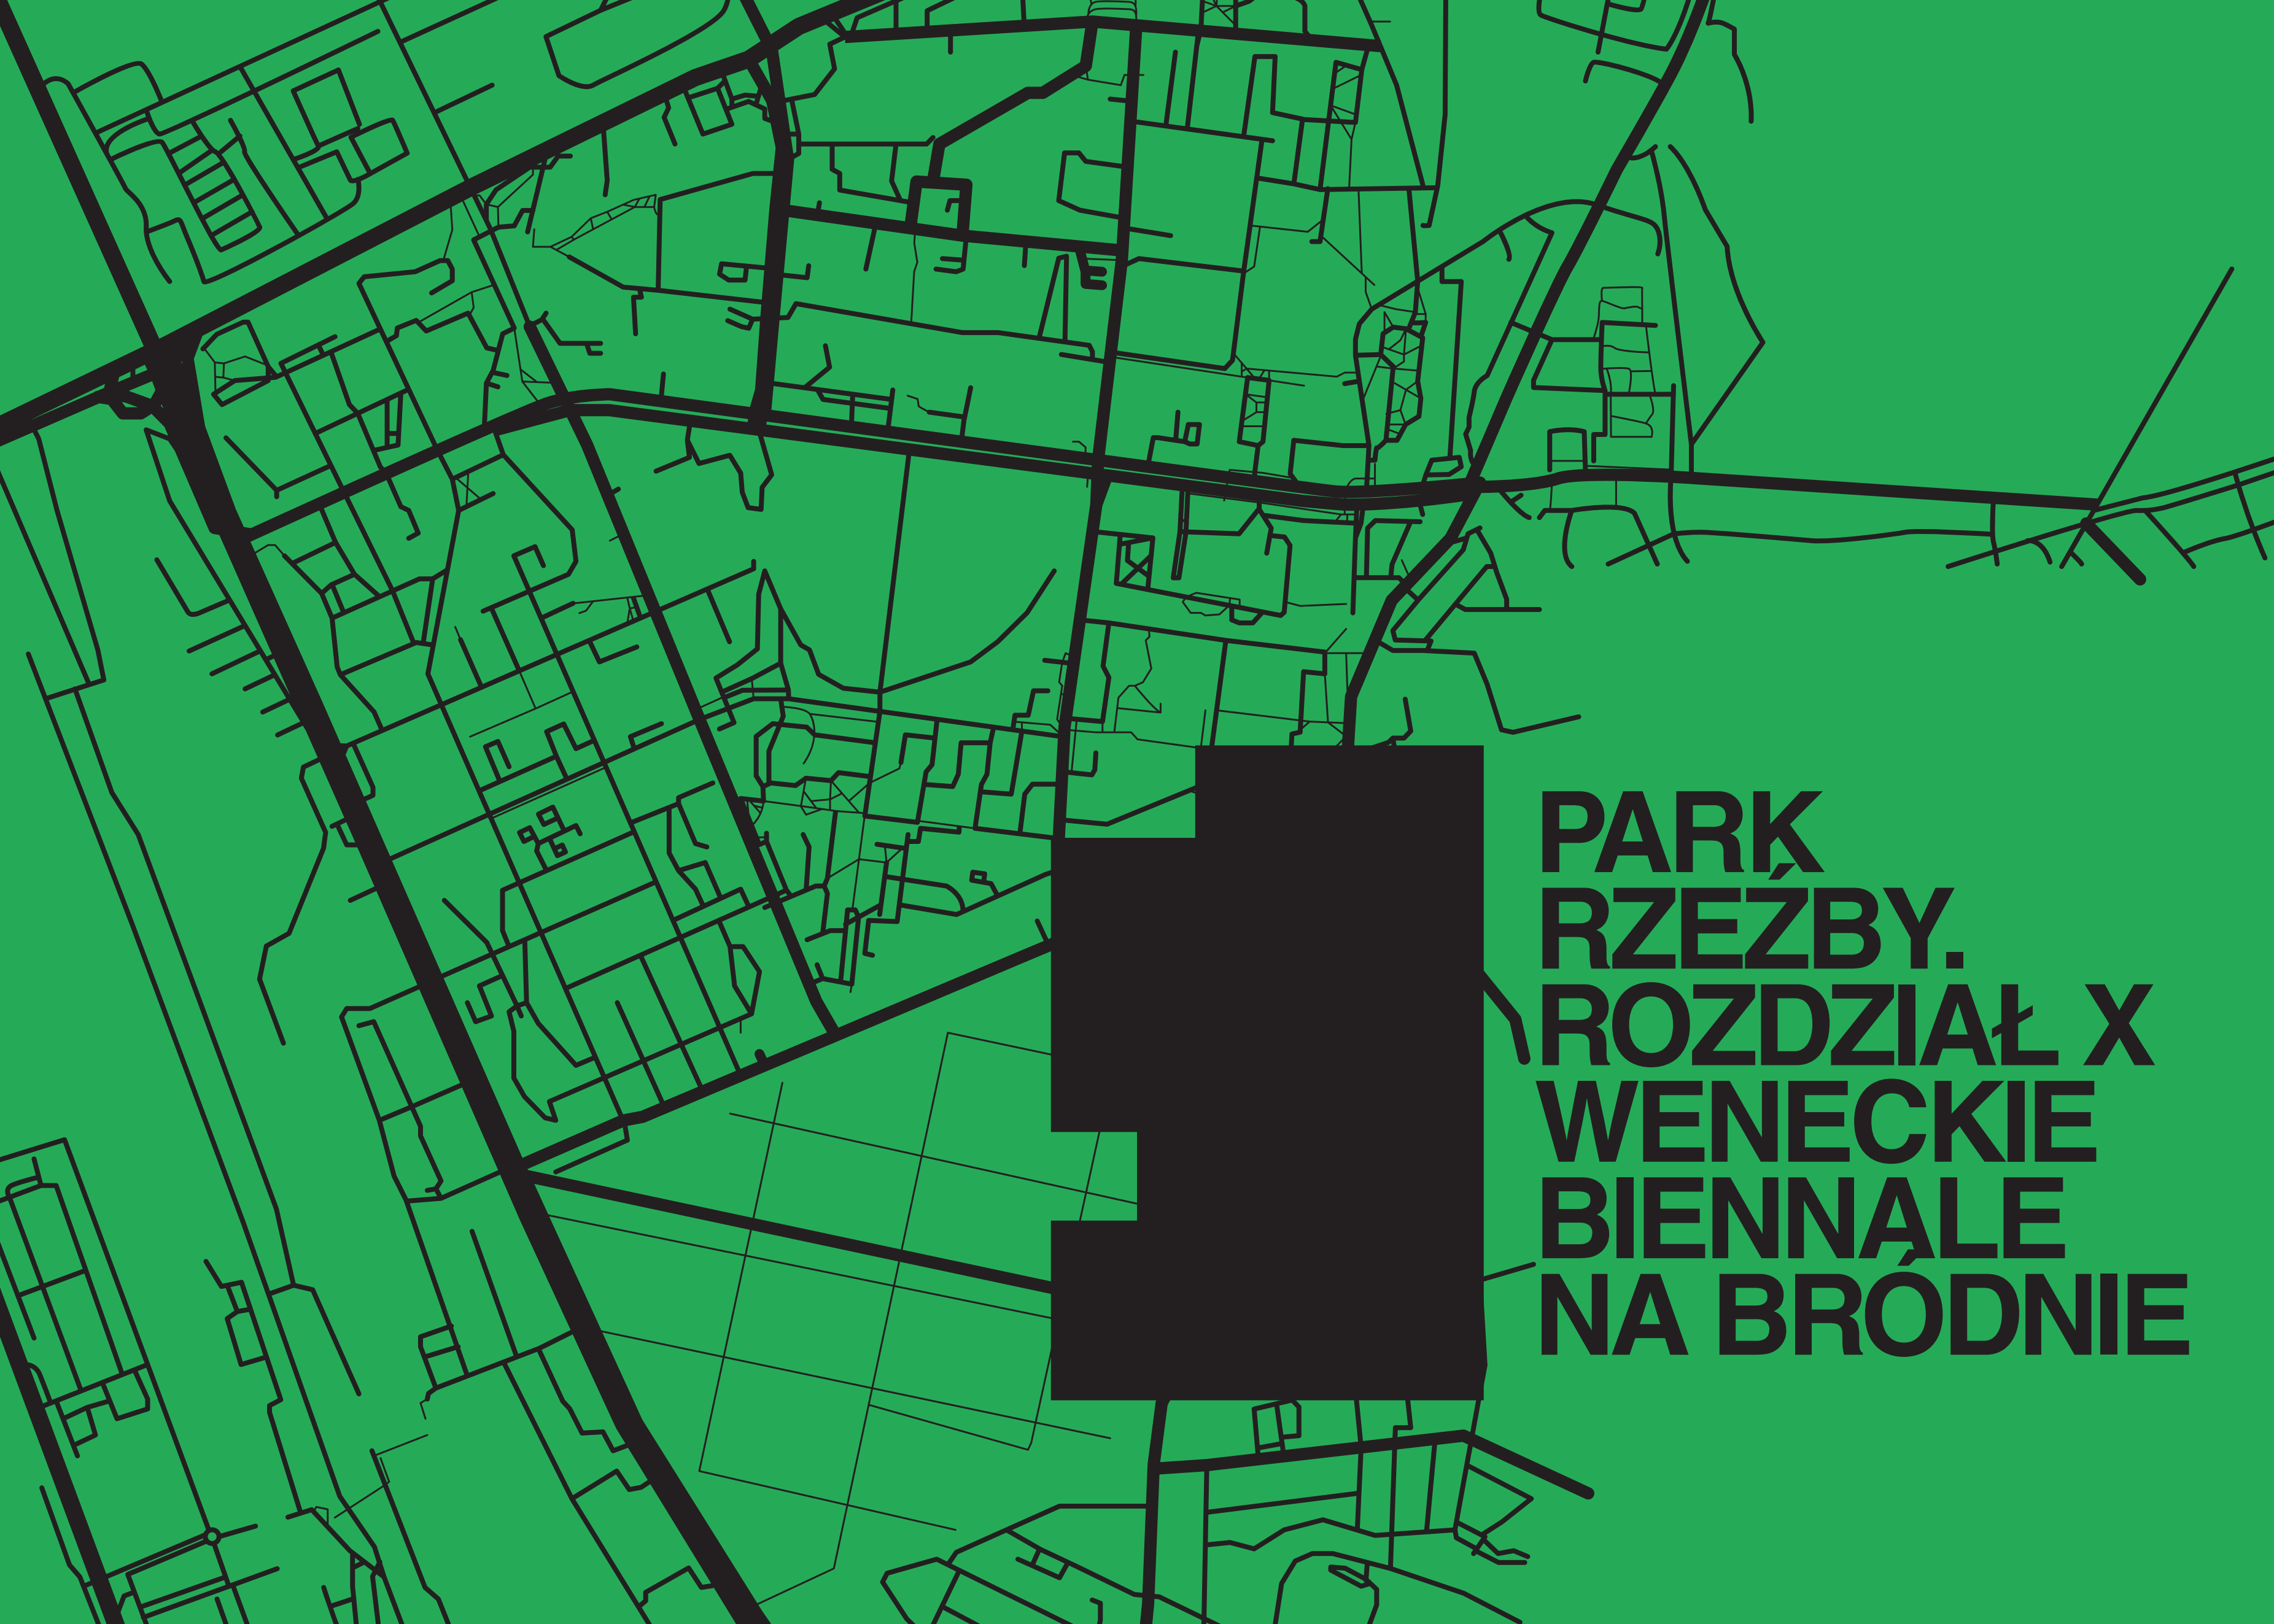 PARK
RZEŹBY.
ROZDZIAŁ X
WENECKIE
BIENNALE
NA BRÓDNIE